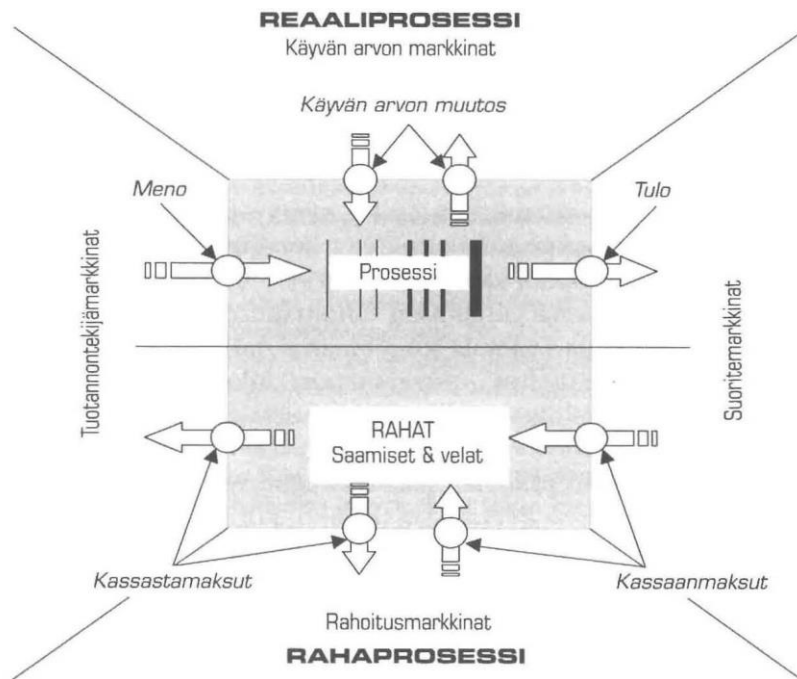 REAALIPROSESSI
Käyvän arvon markkinat
Käyvän arvon muutos
Meno
Tulo
Prosessi
Tuotannontekijämarkkinat
Suoritemarkkinat
RAHAT
Saamiset & velat
Kassastamaksut
Kassaanmaksut
Rahoitusmarkkinat
RAHAPROSESSI